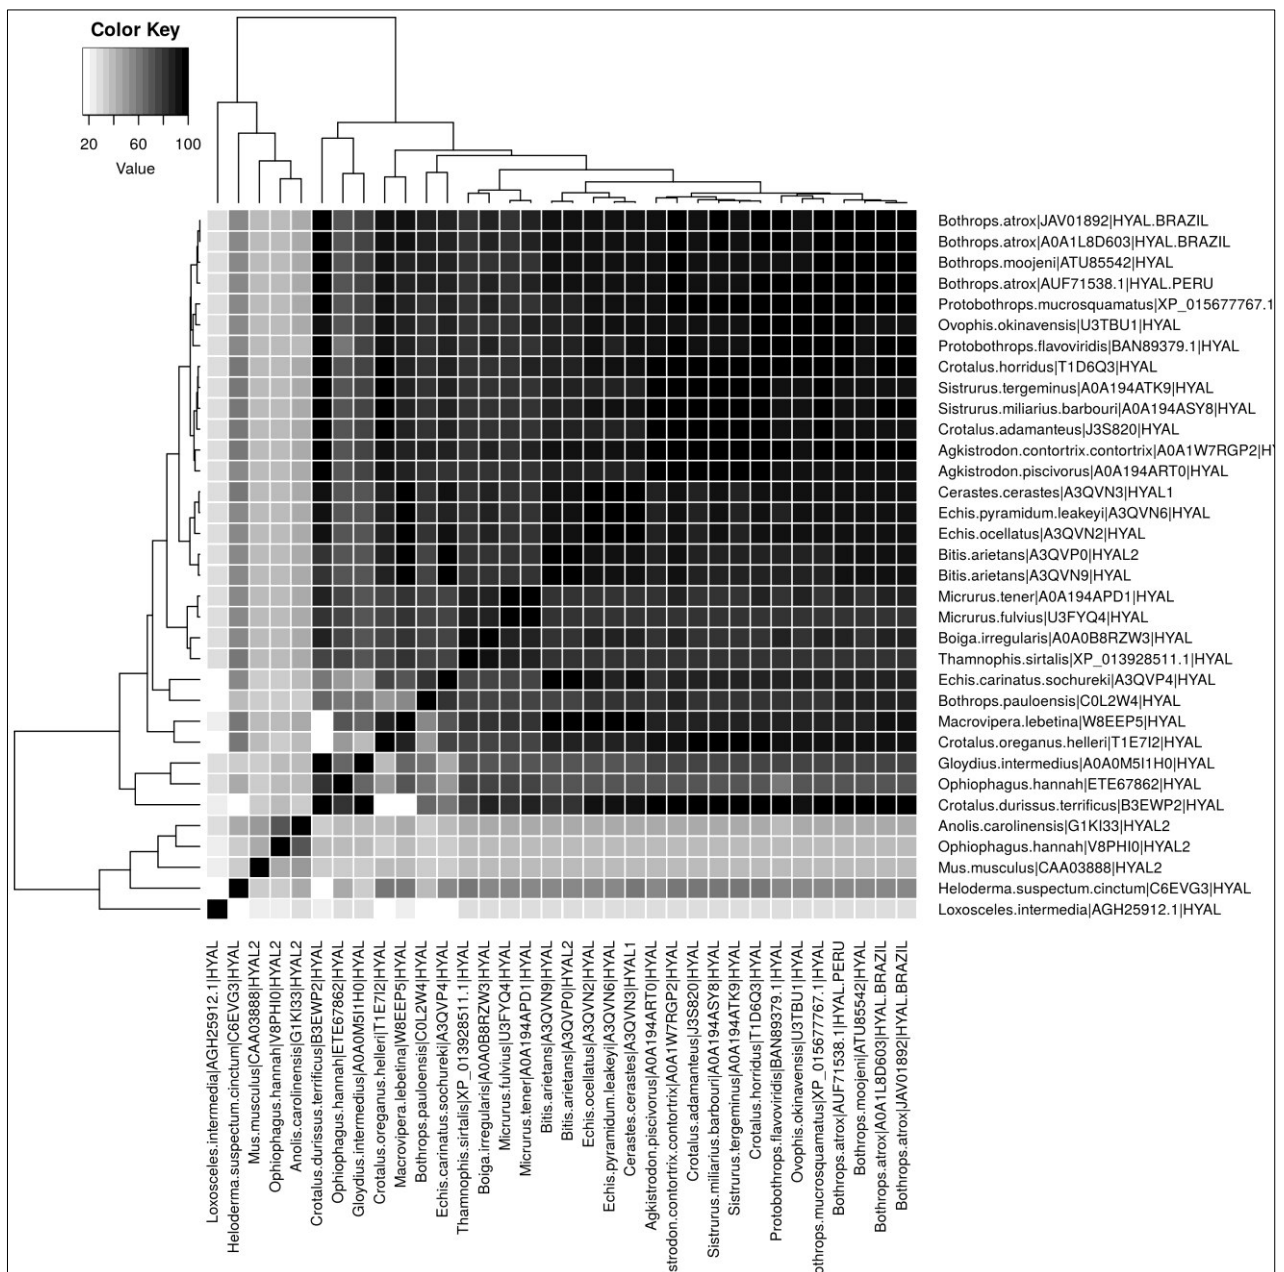 Color Key
20 60 100
Value
Bothrops.atrox|JAV01892|HYAL.BRAZIL
Bothrops.atrox|A0A1L8D603|HYAL.BRAZIL
Bothrops.moojeni|ATU85542|HYAL
Bothrops.atrox|AUF71538.1|HYAL.PERU
Protobothrops.mucrosquamatus|XP_015677767.1
Ovophis.okinavensis|U3TBU1|HYAL
Protobothrops.flavoviridis|BAN89379.1|HYAL
Crotalus.horridus|T1D6Q3|HYAL
Sistrurus.tergeminus|A0A194ATK9|HYAL
Sistrurus.miliarius.barbouri|A0A194ASY8|HYAL
Crotalus.adamanteus|J3S820|HYAL
Agkistrodon.contortrix.contortrix|A0A1W7RGP2|HY
Agkistrodon.piscivorus|A0A194ART0|HYAL
Cerastes.cerastes|A3QVN3|HYAL1
Echis.pyramidum.leakeyi|A3QVN6|HYAL
Echis.ocellatus|A3QVN2|HYAL
Bitis.arietans|A3QVP0|HYAL2
Bitis.arietans|A3QVN9|HYAL
Micrurus.tener|A0A194APD1|HYAL
Micrurus.fulvius|U3FYQ4|HYAL
Boiga.irregularis|A0A0B8RZW3|HYAL
Thamnophis.sirtalis|XP_013928511.1|HYAL
Echis.carinatus.sochureki|A3QVP4|HYAL
Bothrops.pauloensis|C0L2W4|HYAL
Macrovipera.lebetina|W8EEP5|HYAL
Crotalus.oreganus.helleri|T1E7I2|HYAL
Gloydius.intermedius|A0A0M5I1H0|HYAL
Ophiophagus.hannah|ETE67862|HYAL
Crotalus.durissus.terrificus|B3EWP2|HYAL
Anolis.carolinensis|G1KI33|HYAL2
Ophiophagus.hannah|V8PHI0|HYAL2
Mus.musculus|CAA03888|HYAL2
Heloderma.suspectum.cinctum|C6EVG3|HYAL
Loxosceles.intermedia|AGH25912.1|HYAL
Loxosceles.intermedia|AGH25912.1|HYAL
Heloderma.suspectum.cinctum|C6EVG3|HYAL
Mus.musculus|CAA03888|HYAL2
Ophiophagus.hannah|V8PHI0|HYAL2
Anolis.carolinensis|G1KI33|HYAL2
Crotalus.durissus.terrificus|B3EWP2|HYAL
Ophiophagus.hannah|ETE67862|HYAL
Gloydius.intermedius|A0A0M5I1H0|HYAL
Crotalus.oreganus.helleri|T1E7I2|HYAL
Macrovipera.lebetina|W8EEP5|HYAL
Bothrops.pauloensis|C0L2W4|HYAL
Echis.carinatus.sochureki|A3QVP4|HYAL
Thamnophis.sirtalis|XP_013928511.1|HYAL
Boiga.irregularis|A0A0B8RZW3|HYAL
Micrurus.fulvius|U3FYQ4|HYAL
Micrurus.tener|A0A194APD1|HYAL
Bitis.arietans|A3QVN9|HYAL
Bitis.arietans|A3QVP0|HYAL2
Echis.ocellatus|A3QVN2|HYAL
Echis.pyramidum.leakeyi|A3QVN6|HYAL
Cerastes.cerastes|A3QVN3|HYAL1
Agkistrodon.piscivorus|A0A194ART0|HYAL
strodon.contortrix.contortrix|A0A1W7RGP2|HYAL
Crotalus.adamanteus|J3S820|HYAL
Sistrurus.miliarius.barbouri|A0A194ASY8|HYAL
Sistrurus.tergeminus|A0A194ATK9|HYAL
Crotalus.horridus|T1D6Q3|HYAL
Protobothrops.flavoviridis|BAN89379.1|HYAL
Ovophis.okinavensis|U3TBU1|HYAL
othrops.mucrosquamatus|XP_015677767.1|HYAL
Bothrops.atrox|AUF71538.1|HYAL.PERU
Bothrops.moojeni|ATU85542|HYAL
Bothrops.atrox|A0A1L8D603|HYAL.BRAZIL
Bothrops.atrox|JAV01892|HYAL.BRAZIL